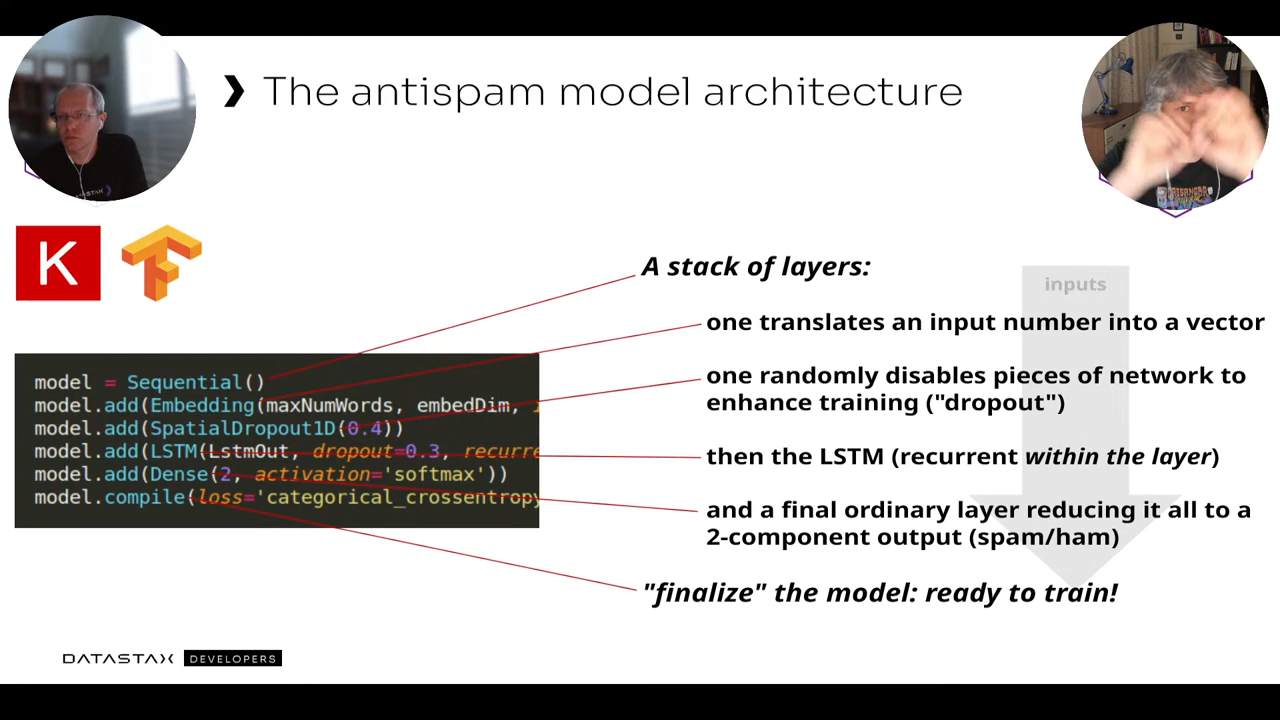 The antispam model architecture
K
A stack of layers:
inputs
one translates an input number into a vector
one randomly disables pieces of network to
enhance training ("dropout")
then the LSTM (recurrent within the layer)
and a final ordinary layer reducing it all to a
2-component output (spam/ham)
"finalize" the model: ready to train!
model = Sequential()
model.add(Embedding(maxNumWords, embedDim,
model.add(SpatialDropout1D(0.4))
model.add(LSTM(LstmOut, dropout=0.3, recurre
model.add(Dense(2, activation='softmax'))
model.compile(loss='categorical_crossentropy
DATASTAX DEVELOPERS